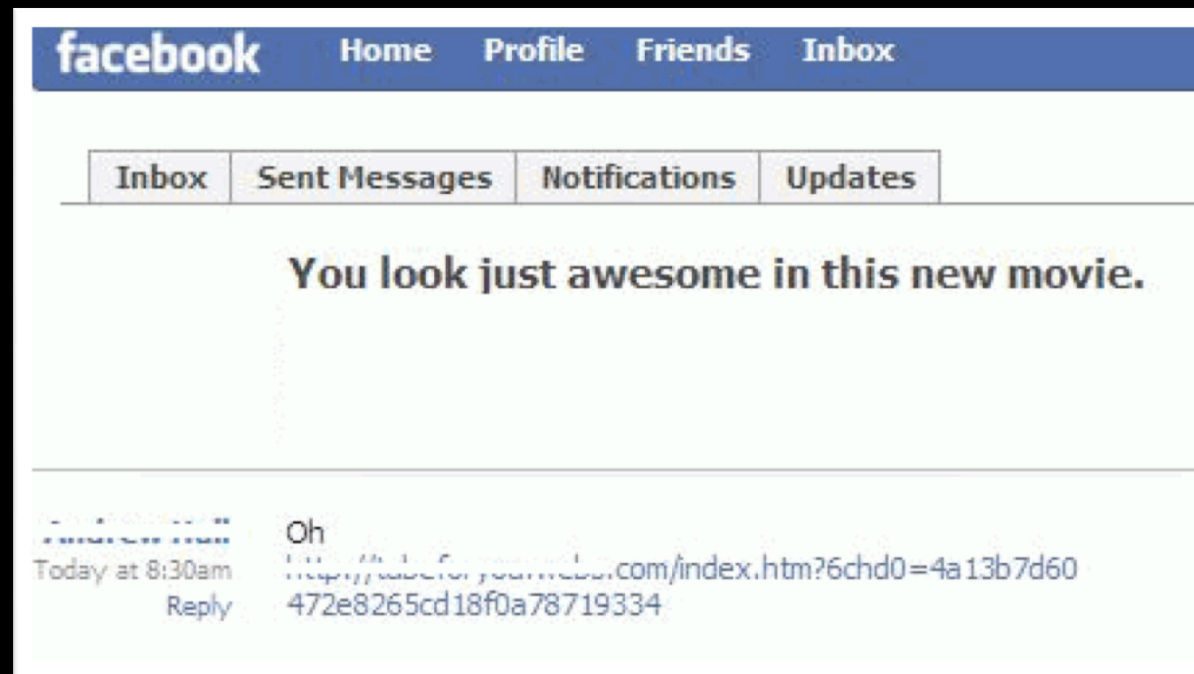 facebook Home Profile Friends Inbox
Inbox Sent Messages Notifications Updates
You look just awesome in this new movie.
Oh
Today at 8:30am
.com/index.htm?6chd0=4a13b7d60
Reply
472e8265cd18f0a78719334